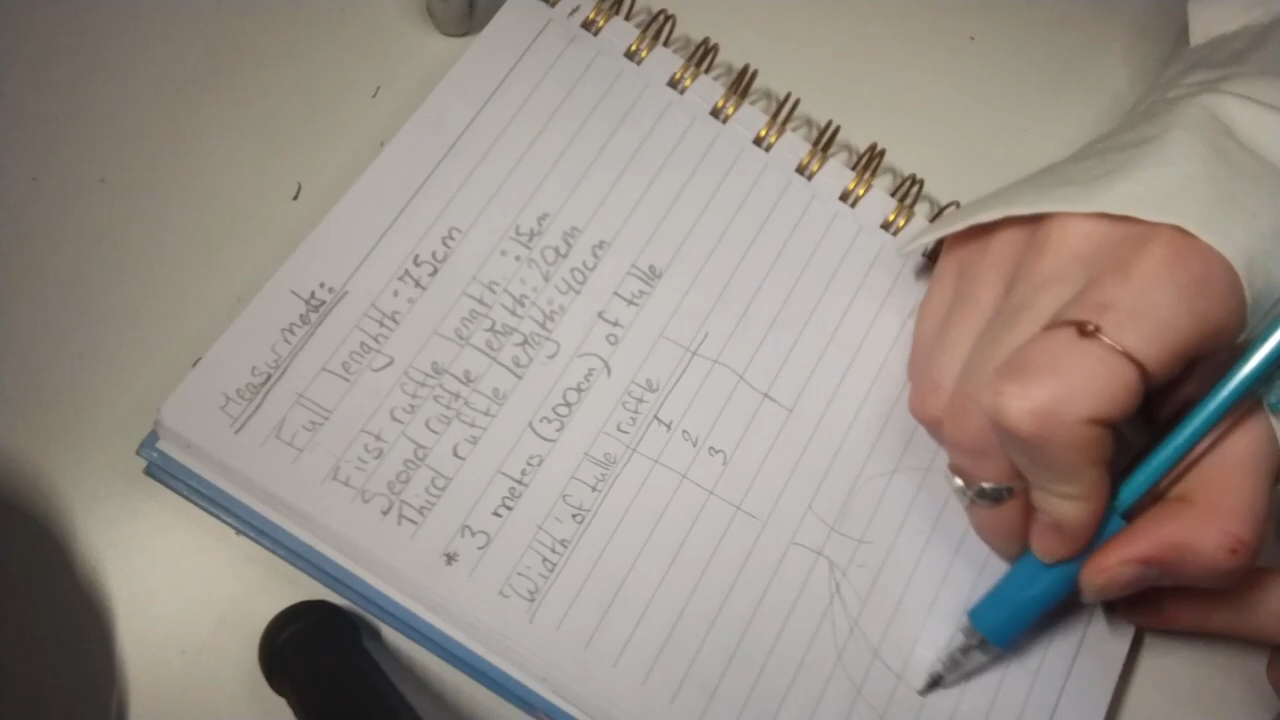 Measurments:
Full lenghth: 75cm
First ruffle length : 15cm
Second ruffle length: 20cm
Third ruffle length: 40cm
* 3 meters (300cm) of tulle
"Width" of tulle | ruffle
1
2
3